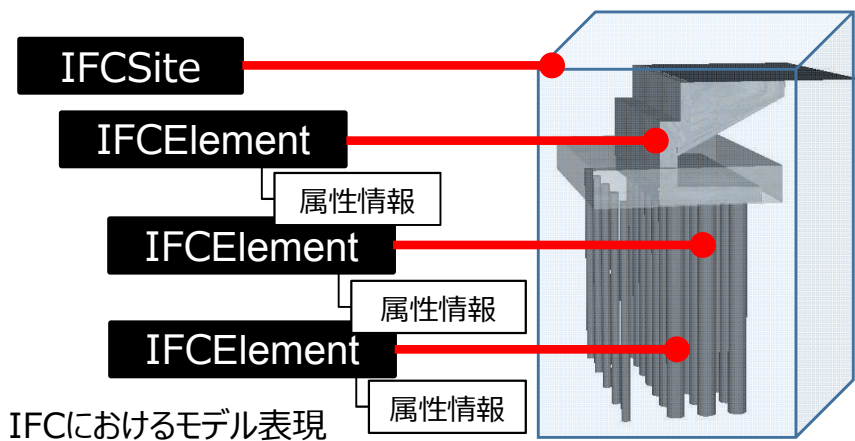 IFCSite
IFCElement
属性情報
IFCElement
属性情報
IFCElement
属性情報
IFCにおけるモデル表現